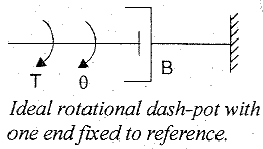 T θ B
Ideal rotational dash-pot with
one end fixed to reference.